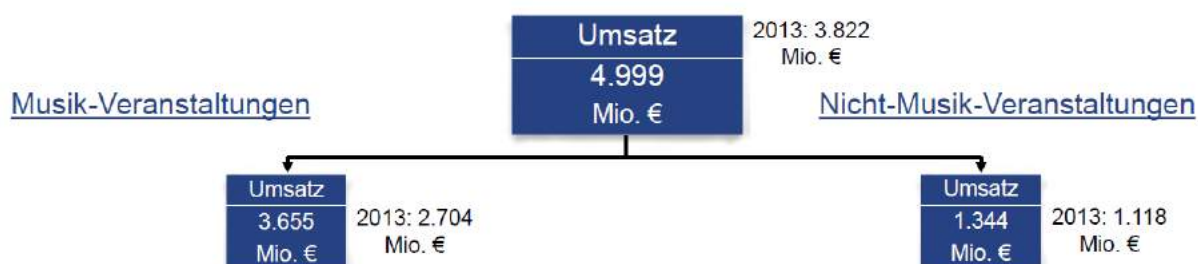 Umsatz
4.999
Mio. €
2013: 3.822
Mio. €
Musik-Veranstaltungen
Nicht-Musik-Veranstaltungen
Umsatz
3.655
Mio. €
2013: 2.704
Mio. €
Umsatz
1.344
Mio. €
2013: 1.118
Mio. €